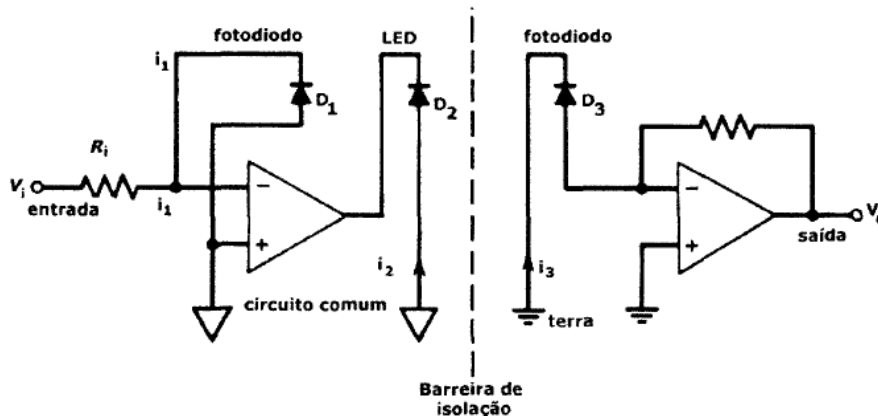 fotodiodo
LED
fotodiodo
i1
D1
D2
D3
Ri
Vi
entrada
i1
−
+
i2
circuito comum
i3
terra
−
+
saída
Barreira de
isolação